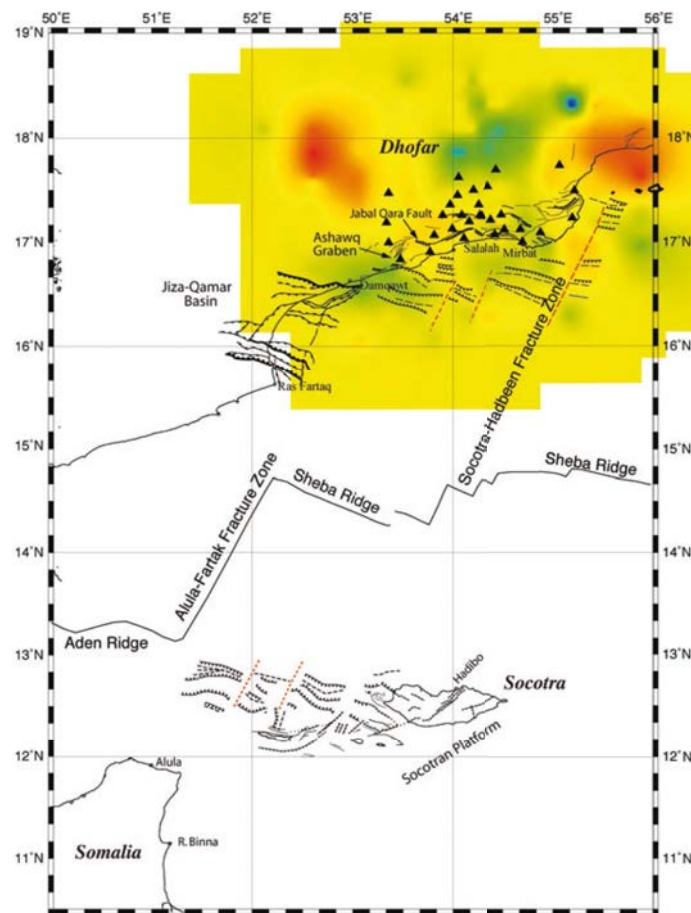 50˚E 51˚E 52˚E 53˚E 54˚E 55˚E 56˚E
19˚N
18˚N 18˚N
Dhofar
Jabal Qara Fault
17˚N 17˚N
Ashawq
Graben
Salalah
Mirbat
Damqawt
Jiza-Qamar
Basin
16˚N 16˚N
Ras Fartaq
Socotra-Hadbeen Fracture Zone
15˚N 15˚N
Alula-Fartak Fracture Zone
Sheba Ridge
Sheba Ridge
14˚N 14˚N
Aden Ridge
13˚N 13˚N
Hadibo
Socotra
Socotran Platform
12˚N 12˚N
Alula
R. Binna
Somalia
11˚N 11˚N